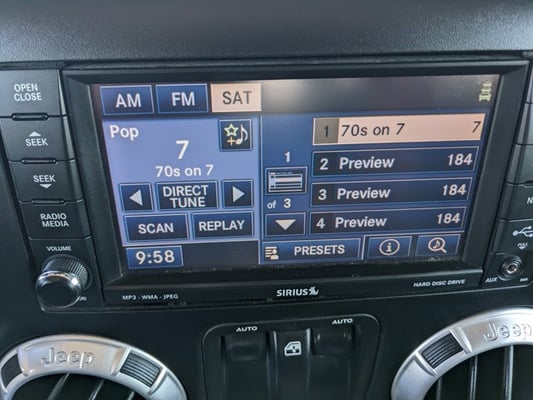 OPEN
CLOSE
SEEK
SEEK
RADIO
MEDIA
VOLUME
AM FM SAT
Pop
7
70s on 7
DIRECT
TUNE
SCAN REPLAY
9:58
1
of 3
1 70s on 7 7
2 Preview 184
3 Preview 184
4 Preview 184
PRESETS
MP3 · WMA · JPEG
SIRIUS
HARD DISC DRIVE
AUX
AUTO AUTO
Jeep Jeep